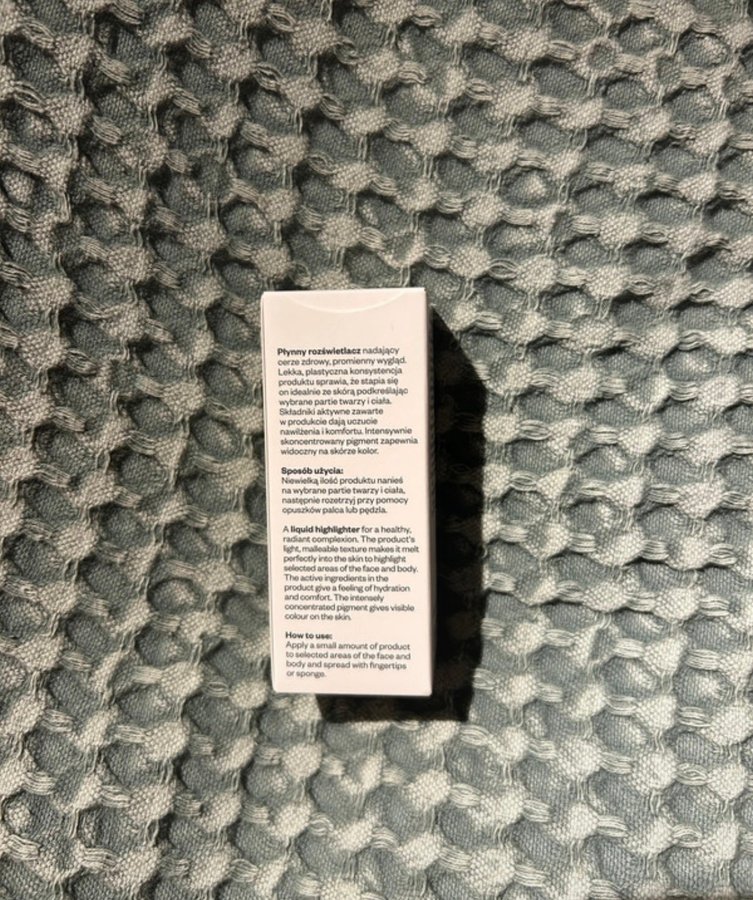 Płynny rozświetlacz nadający
cerze zdrowy, promienny wygląd.
Lekka, plastyczna konsystencja
produktu sprawia, że stapia się
on idealnie ze skórą podkreślając
wybrane partie twarzy i ciała.
Składniki aktywne zawarte
w produkcie dają uczucie
nawilżenia i komfortu. Intensywnie
skoncentrowany pigment zapewnia
widoczny na skórze kolor.
Sposób użycia:
Niewielką ilość produktu nanieś
na wybrane partie twarzy i ciała,
następnie rozetrzyj przy pomocy
opuszków palca lub pędzla.
A liquid highlighter for a healthy,
radiant complexion. The product's
light, malleable texture makes it melt
perfectly into the skin to highlight
selected areas of the face and body.
The active ingredients in the
product give a feeling of hydration
and comfort. The intensely
concentrated pigment gives visible
colour on the skin.
How to use:
Apply a small amount of product
to selected areas of the face and
body and spread with fingertips
or sponge.